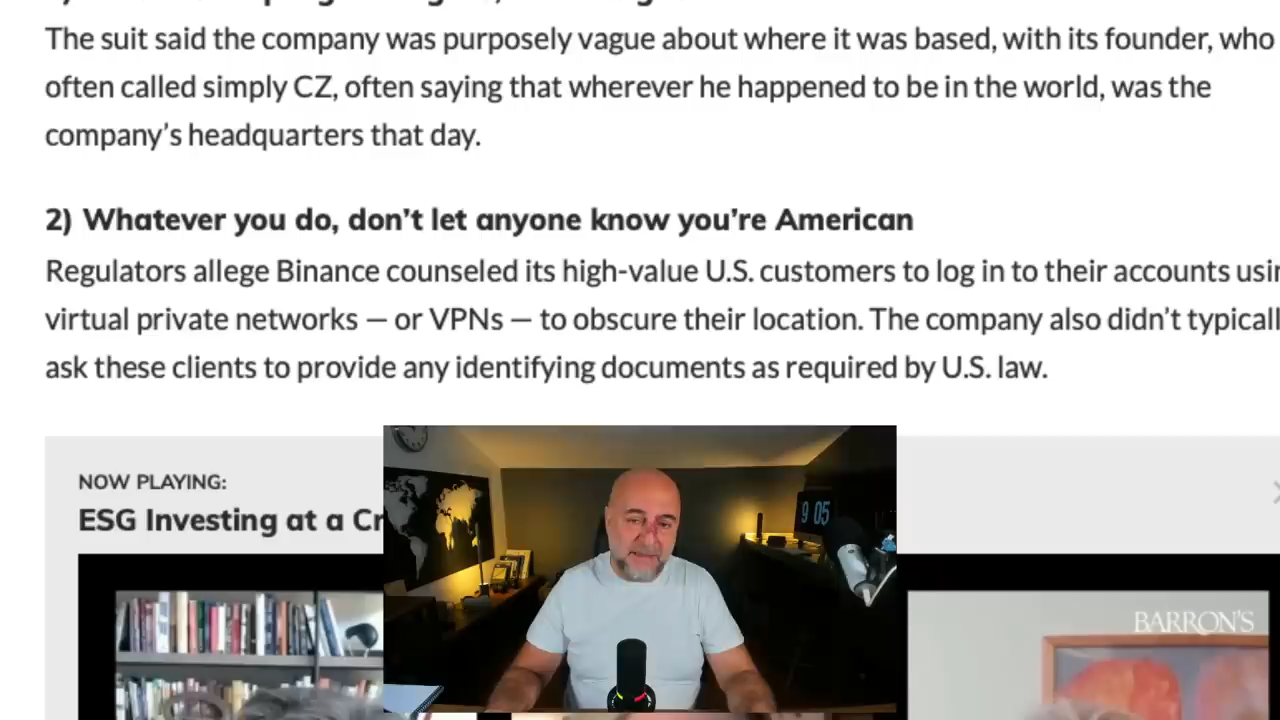 The suit said the company was purposely vague about where it was based, with its founder, who
often called simply CZ, often saying that wherever he happened to be in the world, was the
company's headquarters that day.
2) Whatever you do, don't let anyone know you're American
Regulators allege Binance counseled its high-value U.S. customers to log in to their accounts
virtual private networks — or VPNs — to obscure their location. The company also didn't
ask these clients to provide any identifying documents as required by U.S. law.
NOW PLAYING:
ESG Investing at a
9 05
BARRON'S